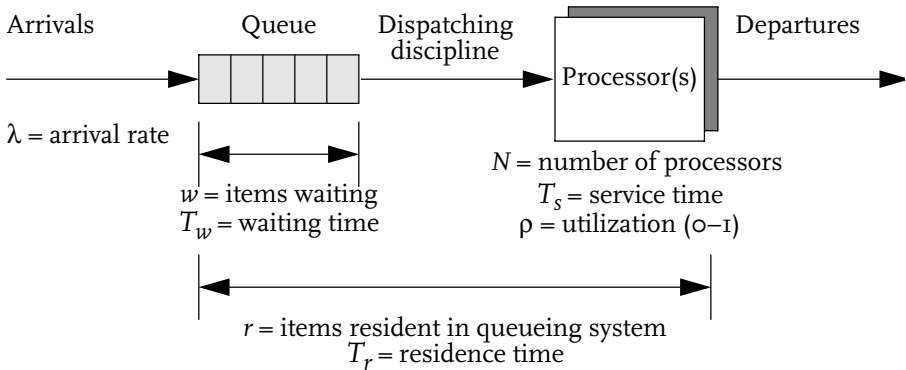 Arrivals
Queue
Dispatching
discipline
Processor(s)
Departures
λ = arrival rate
w = items waiting
T_w = waiting time
N = number of processors
T_s = service time
ρ = utilization (0–1)
r = items resident in queueing system
T_r = residence time